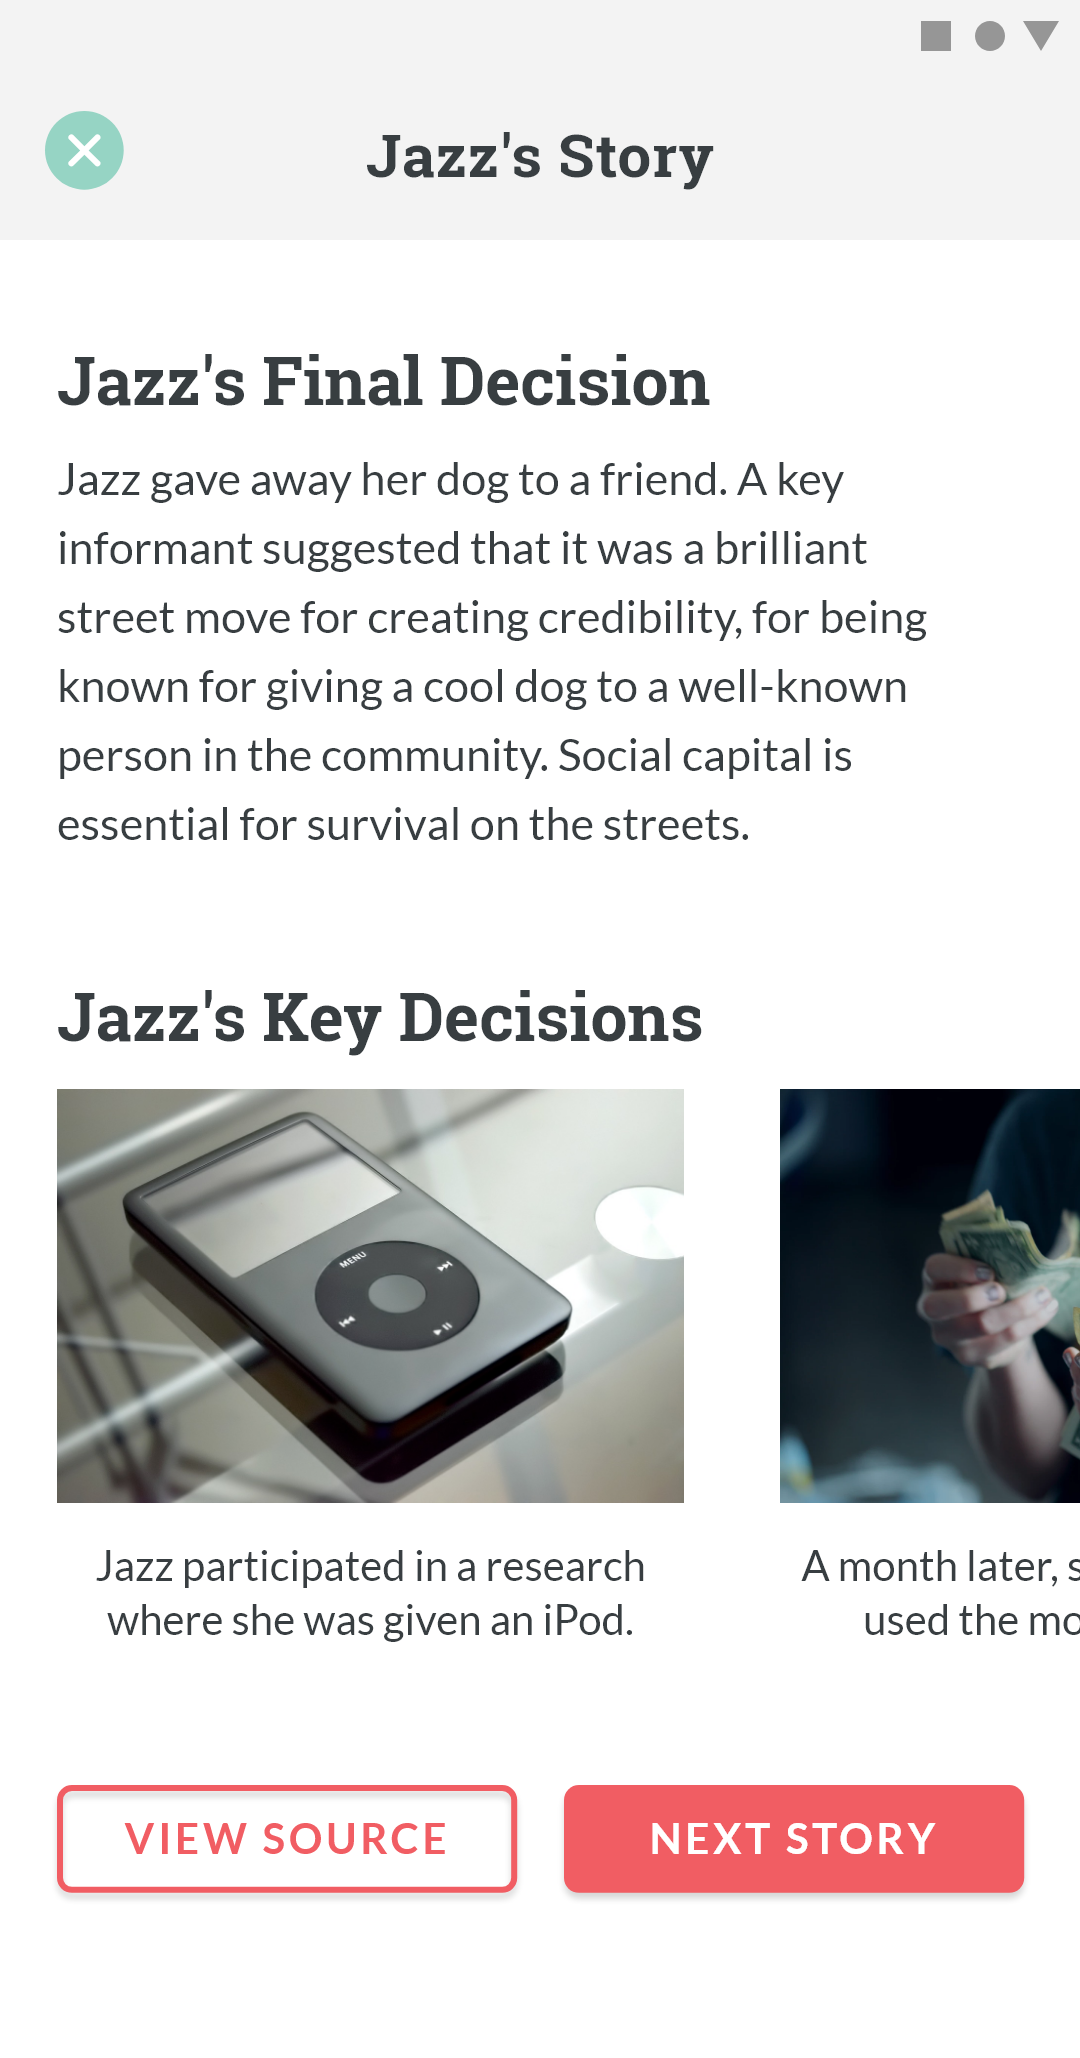 Jazz's Story
Jazz's Final Decision
Jazz gave away her dog to a friend. A key
informant suggested that it was a brilliant
street move for creating credibility, for being
known for giving a cool dog to a well-known
person in the community. Social capital is
essential for survival on the streets.
Jazz's Key Decisions
MENU
Jazz participated in a research
where she was given an iPod.
A month later, s
used the mo
VIEW SOURCE
NEXT STORY